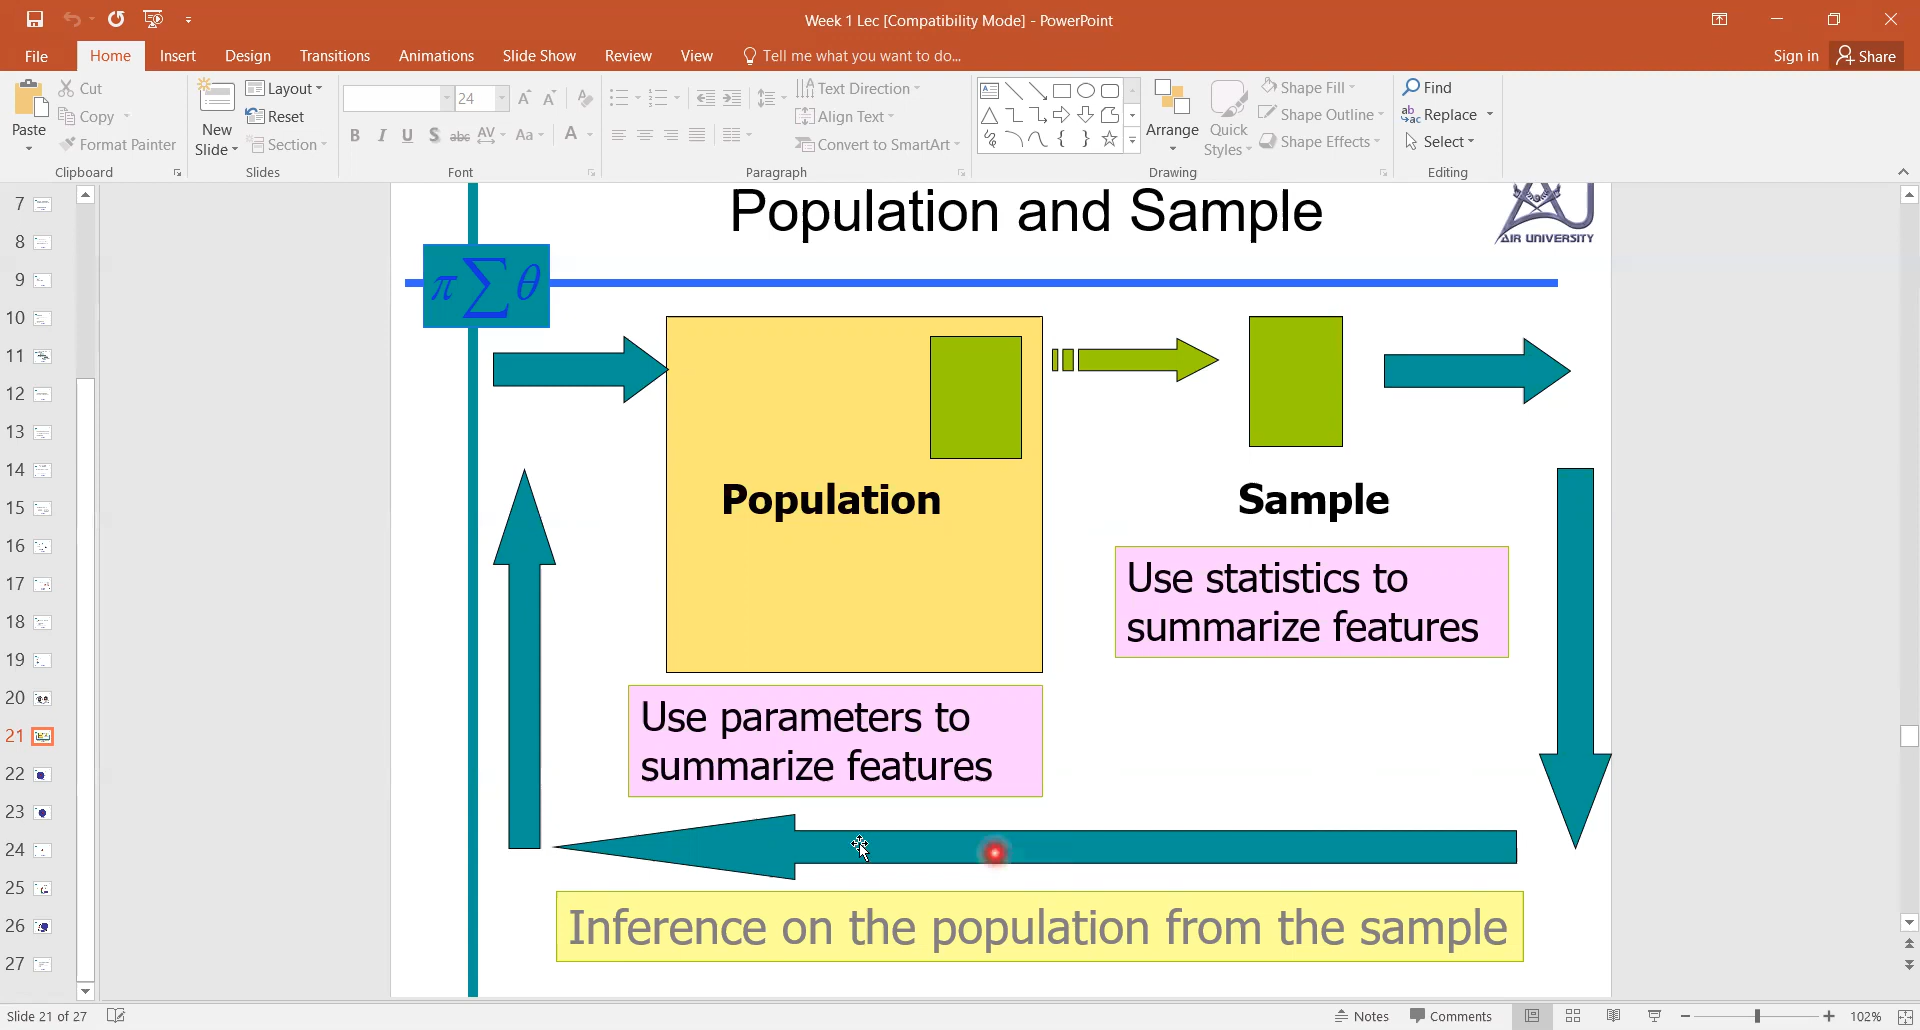 Week 1 Lec [Compatibility Mode] - PowerPoint
File Home Insert Design Transitions Animations Slide Show Review View Tell me what you want to do... Sign in Share
Paste
Cut
Copy
Format Painter
Clipboard
New
Slide
Layout
Reset
Section
Slides
24
B I U S abc AV Aa A
Font
Text Direction
Align Text
Convert to SmartArt
Paragraph
Arrange
Quick
Styles
Shape Fill
Shape Outline
Shape Effects
Drawing
Find
Replace
Select
Editing
7
8
9
10
11
12
13
14
15
16
17
18
19
20
21
22
23
24
25
26
27
Population and Sample
AIR UNIVERSITY
π∑θ
Population
Sample
Use statistics to
summarize features
Use parameters to
summarize features
Inference on the population from the sample
Slide 21 of 27 Notes Comments 102%